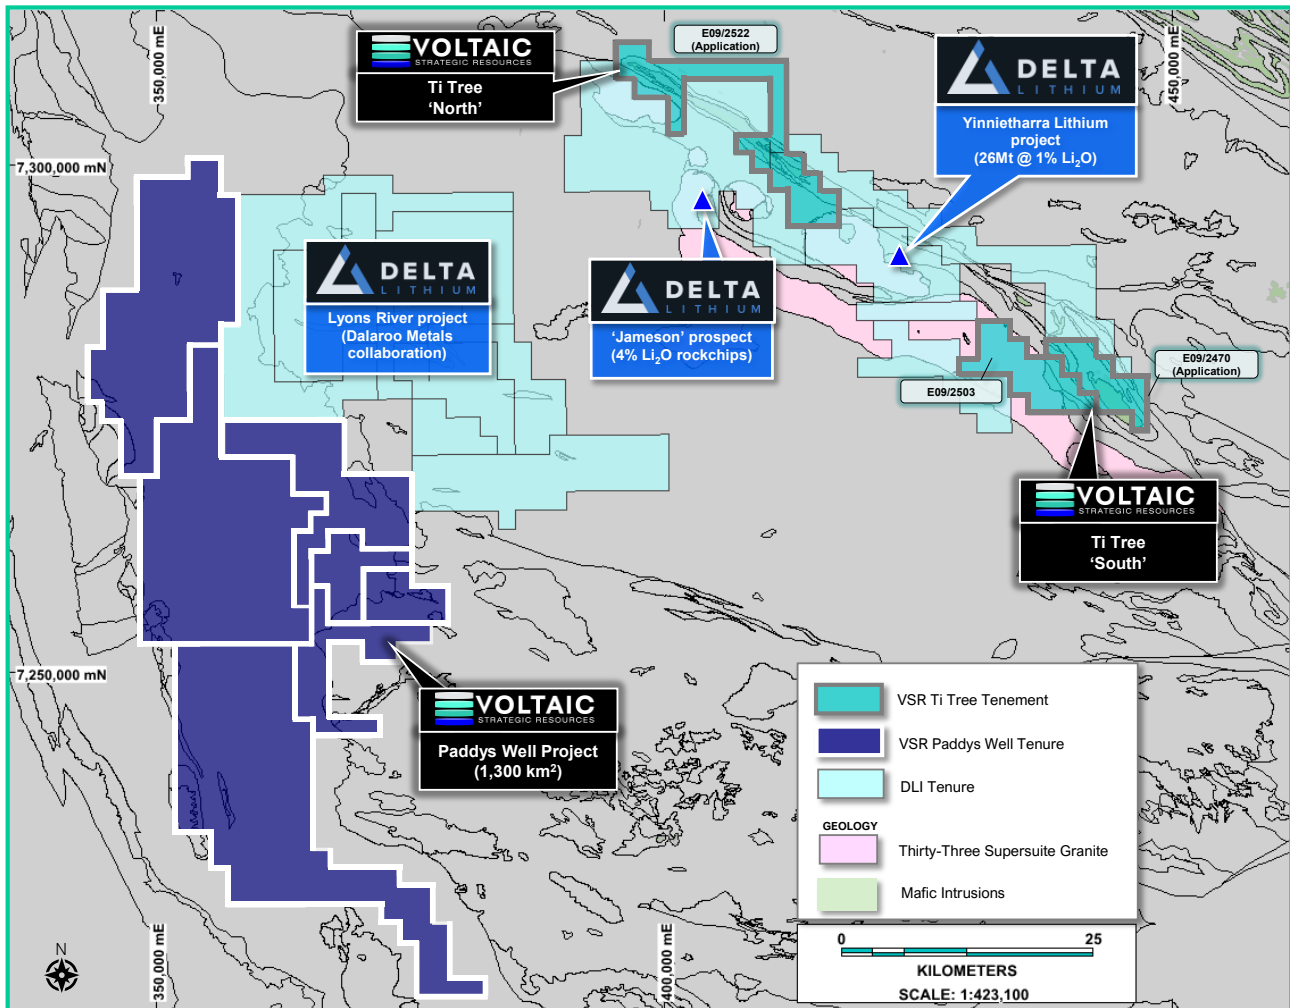 350,000 mE
VOLTAIC
STRATEGIC RESOURCES
Ti Tree
‘North’
E09/2522
(Application)
DELTA
LITHIUM
Yinnietharra Lithium
project
(26Mt @ 1% Li₂O)
450,000 mE
7,300,000 mN
DELTA
LITHIUM
Lyons River project
(Dalaroo Metals
collaboration)
DELTA
LITHIUM
‘Jameson’ prospect
(4% Li₂O rockchips)
E09/2470
(Application)
E09/2503
VOLTAIC
STRATEGIC RESOURCES
Ti Tree
‘South’
7,250,000 mN
VOLTAIC
STRATEGIC RESOURCES
Paddys Well Project
(1,300 km²)
VSR Ti Tree Tenement
VSR Paddys Well Tenure
DLI Tenure
GEOLOGY
Thirty-Three Supersuite Granite
Mafic Intrusions
N
350,000 mE
400,000 mE
0
25
KILOMETERS
SCALE: 1:423,100